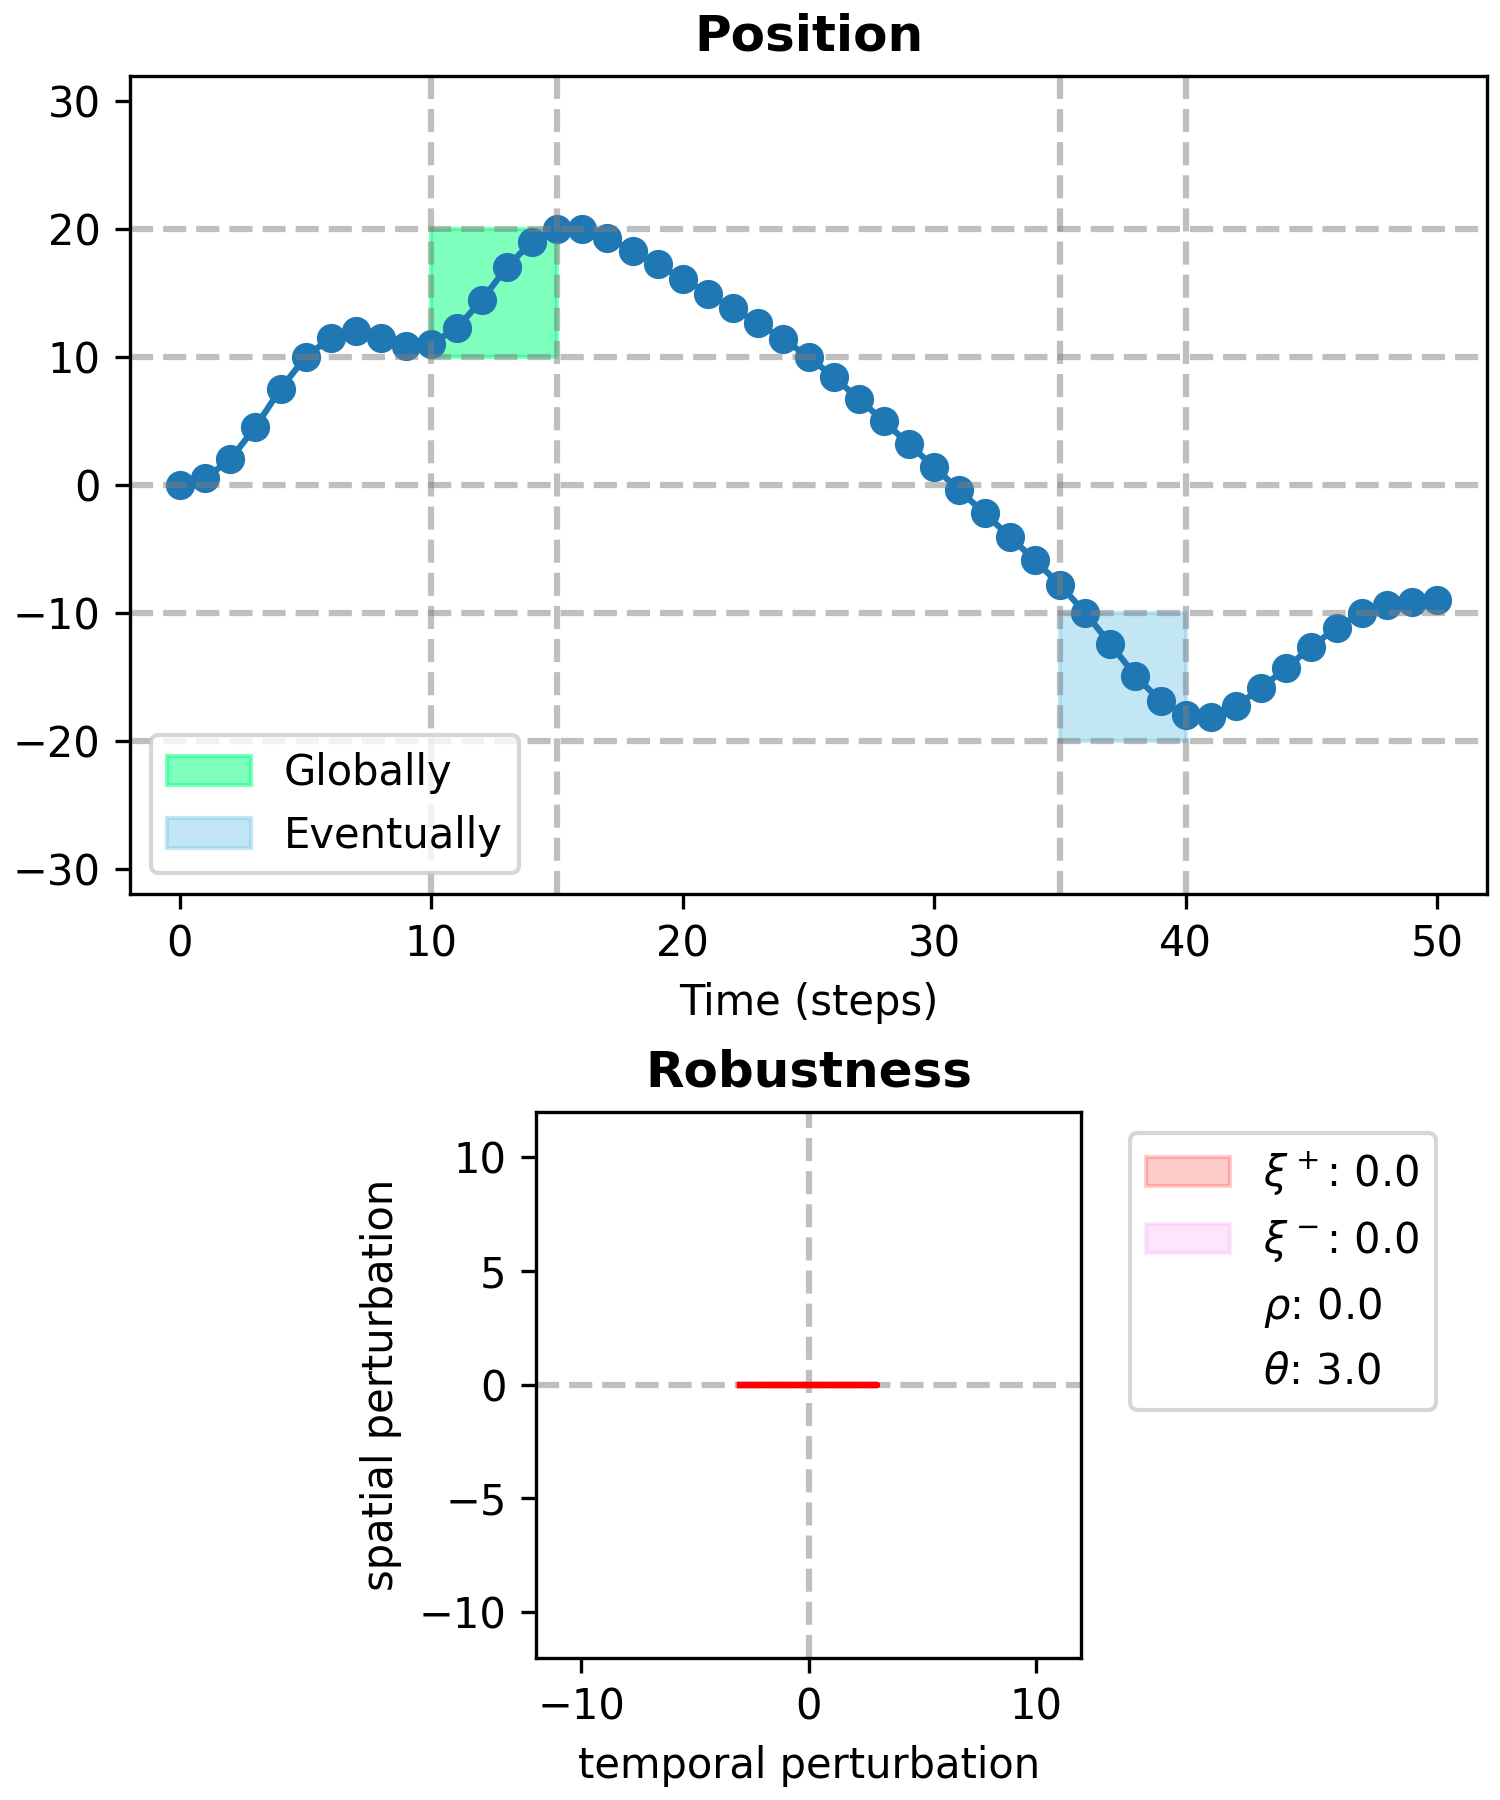 Position
30
20
10
0
−10
−20
−30
Globally
Eventually
0 10 20 30 40 50
Time (steps)
Robustness
spatial perturbation
10
5
0
−5
−10
−10 0 10
temporal perturbation
ξ⁺: 0.0
ξ⁻: 0.0
ρ: 0.0
θ: 3.0